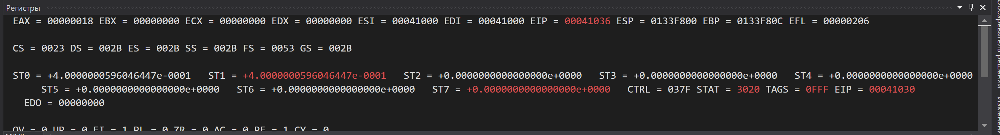 Регистры
EAX = 00000018 EBX = 00000000 ECX = 00000000 EDX = 00000000 ESI = 00041000 EDI = 00041000 EIP = 00041036 ESP = 0133F800 EBP = 0133F80C EFL = 00000206
CS = 0023 DS = 002B ES = 002B SS = 002B FS = 0053 GS = 002B
ST0 = +4.0000000596046447e-0001 ST1 = +4.0000000596046447e-0001 ST2 = +0.0000000000000000e+0000 ST3 = +0.0000000000000000e+0000 ST4 = +0.0000000000000000e+0000
ST5 = +0.0000000000000000e+0000 ST6 = +0.0000000000000000e+0000 ST7 = +0.0000000000000000e+0000 CTRL = 037F STAT = 3020 TAGS = 0FFF EIP = 00041030
EDO = 00000000
OV = 0 UP = 0 EI = 1 PL = 0 ZR = 0 AC = 0 PE = 1 CY = 0
решений